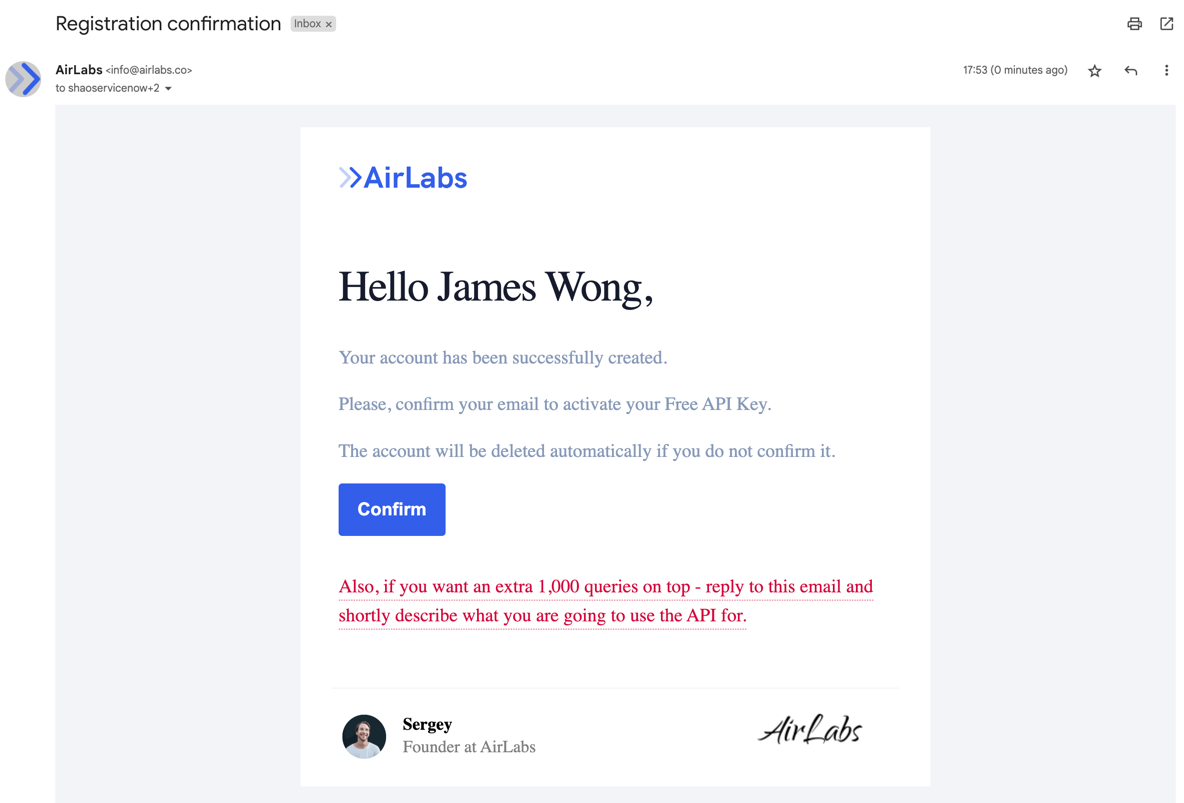 Registration confirmation Inbox ×
AirLabs <info@airlabs.co> 17:53 (0 minutes ago)
to shaoservicenow+2
AirLabs
Hello James Wong,
Your account has been successfully created.
Please, confirm your email to activate your Free API Key.
The account will be deleted automatically if you do not confirm it.
Confirm
Also, if you want an extra 1,000 queries on top - reply to this email and
shortly describe what you are going to use the API for.
Sergey
Founder at AirLabs
AirLabs